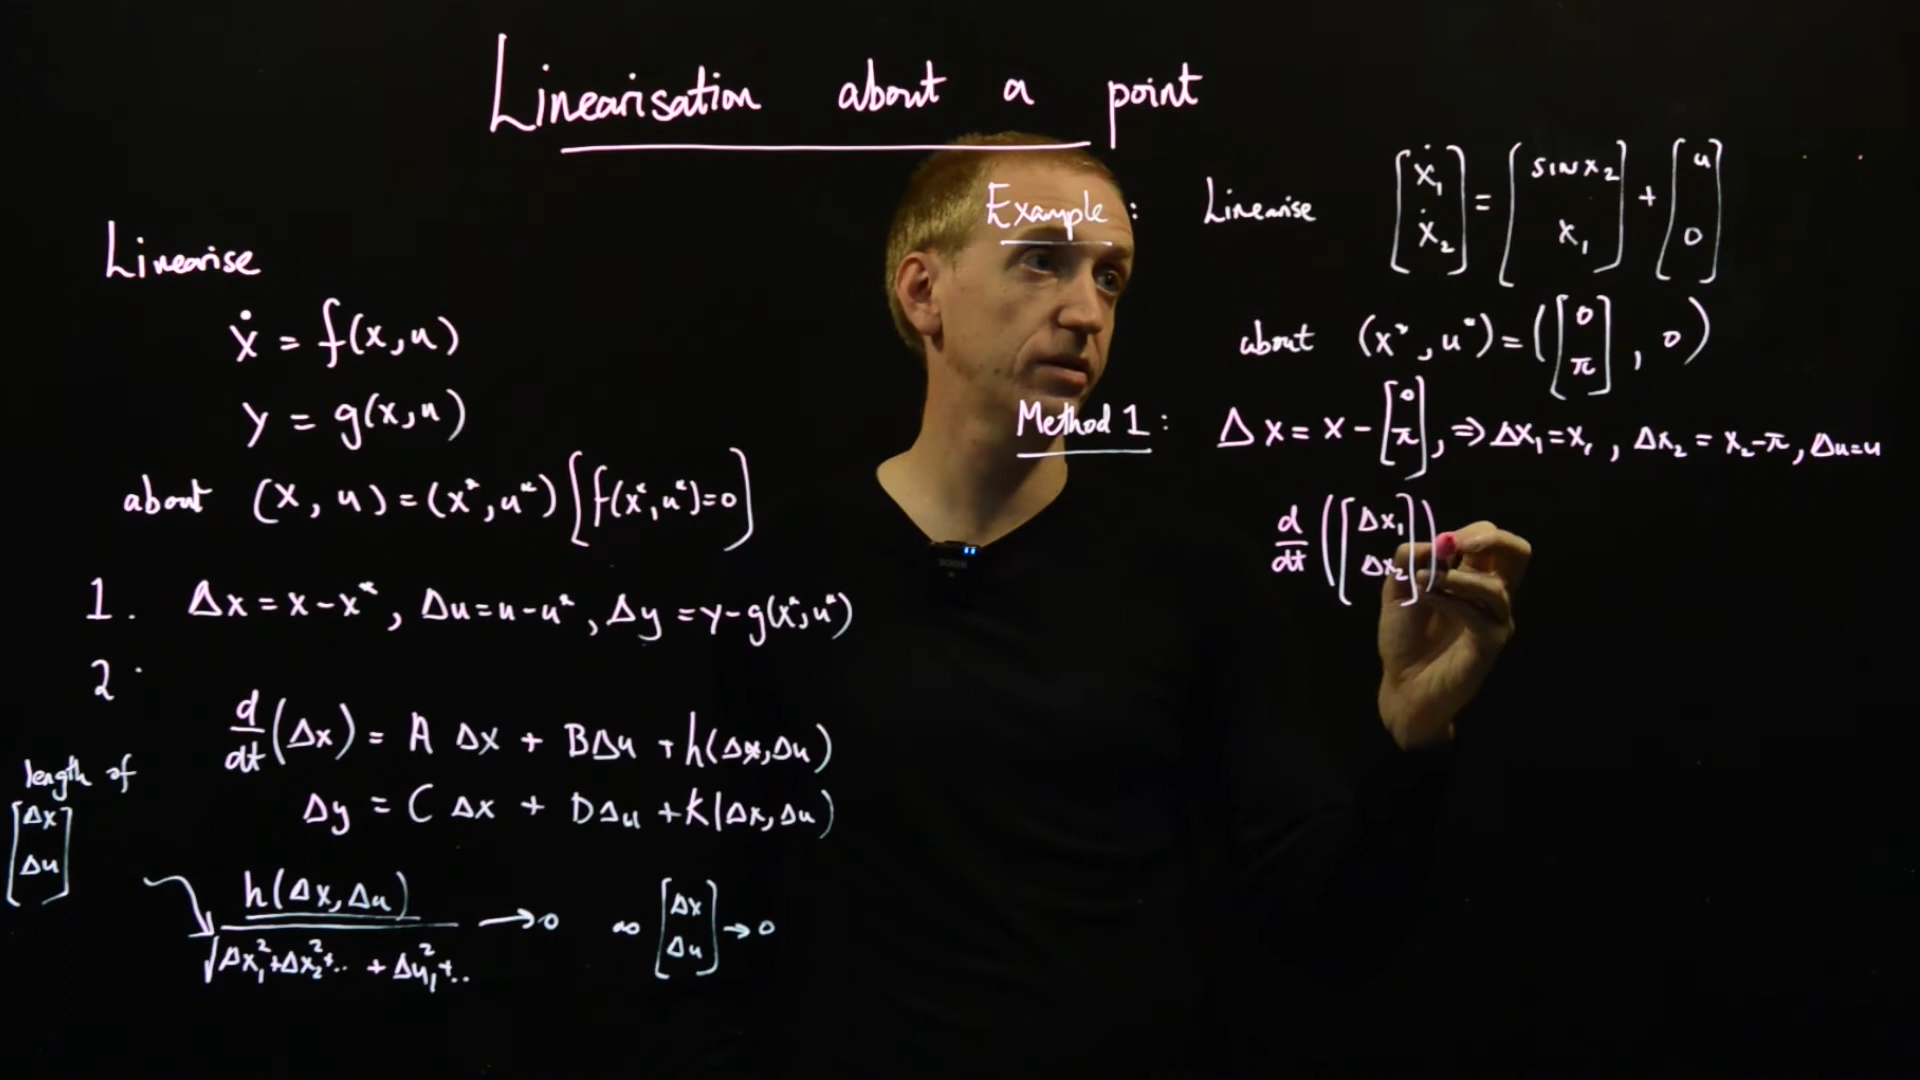 Linearisation about a point
Linearise
ẋ = f(x,u)
y = g(x,u)
about (x, u) = (x*, u*) [f(x*,u*)=0]
1. Δx = x-x*, Δu=u-u*, Δy = y-g(x*,u*)
2.
d/dt (Δx) = A Δx + BΔu + h(Δx,Δu)
Δy = C Δx + DΔu + K(Δx,Δu)
length of
[Δx
Δu]
h(Δx,Δu) / √Δx₁²+Δx₂²+.. + Δu₁²+.. → 0 as [Δx
Δu] → 0
Example: Linearise [ẋ₁
ẋ₂] = [sin x₂
x₁] + [u
0]
about (x*, u*) = ([0
π], 0)
Method 1: Δx = x - [0
π], ⇒ Δx₁=x₁, Δx₂ = x₂-π, Δu=u
d/dt ([Δx₁
Δx₂])